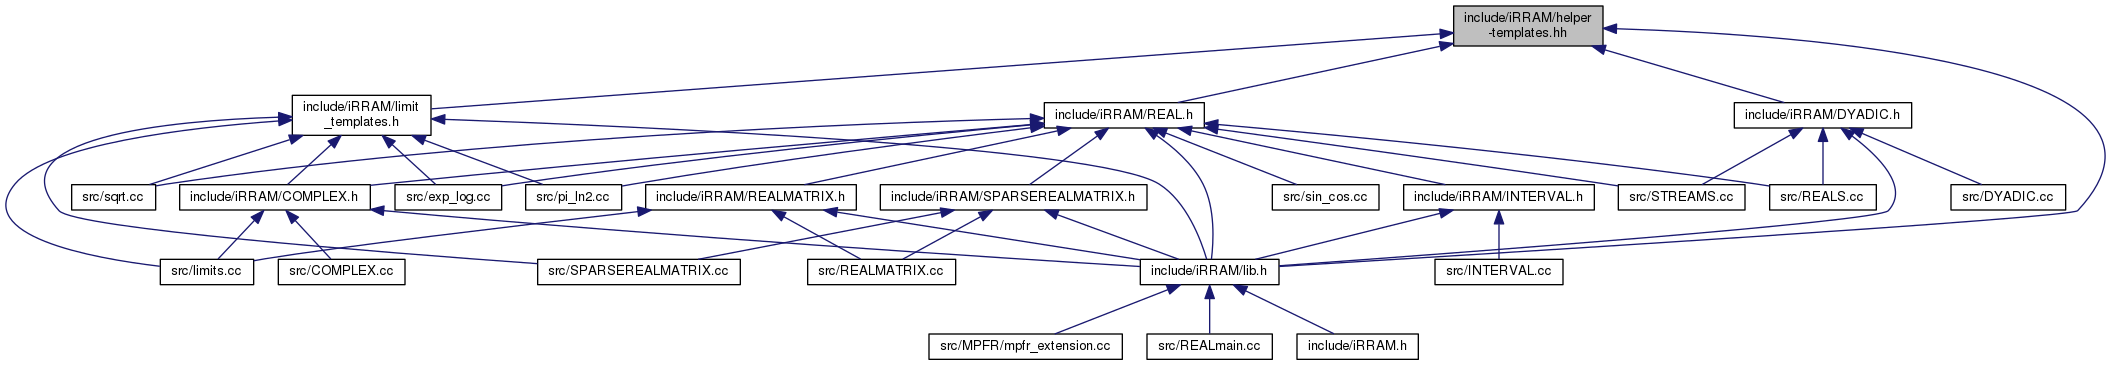 include/iRRAM/helper
-templates.hh
include/iRRAM/limit
_templates.h
include/iRRAM/REAL.h
include/iRRAM/DYADIC.h
src/sqrt.cc
include/iRRAM/COMPLEX.h
src/exp_log.cc
src/pi_ln2.cc
include/iRRAM/REALMATRIX.h
include/iRRAM/SPARSEREALMATRIX.h
src/sin_cos.cc
include/iRRAM/INTERVAL.h
src/STREAMS.cc
src/REALS.cc
src/DYADIC.cc
src/limits.cc
src/COMPLEX.cc
src/SPARSEREALMATRIX.cc
src/REALMATRIX.cc
include/iRRAM/lib.h
src/INTERVAL.cc
src/MPFR/mpfr_extension.cc
src/REALmain.cc
include/iRRAM.h